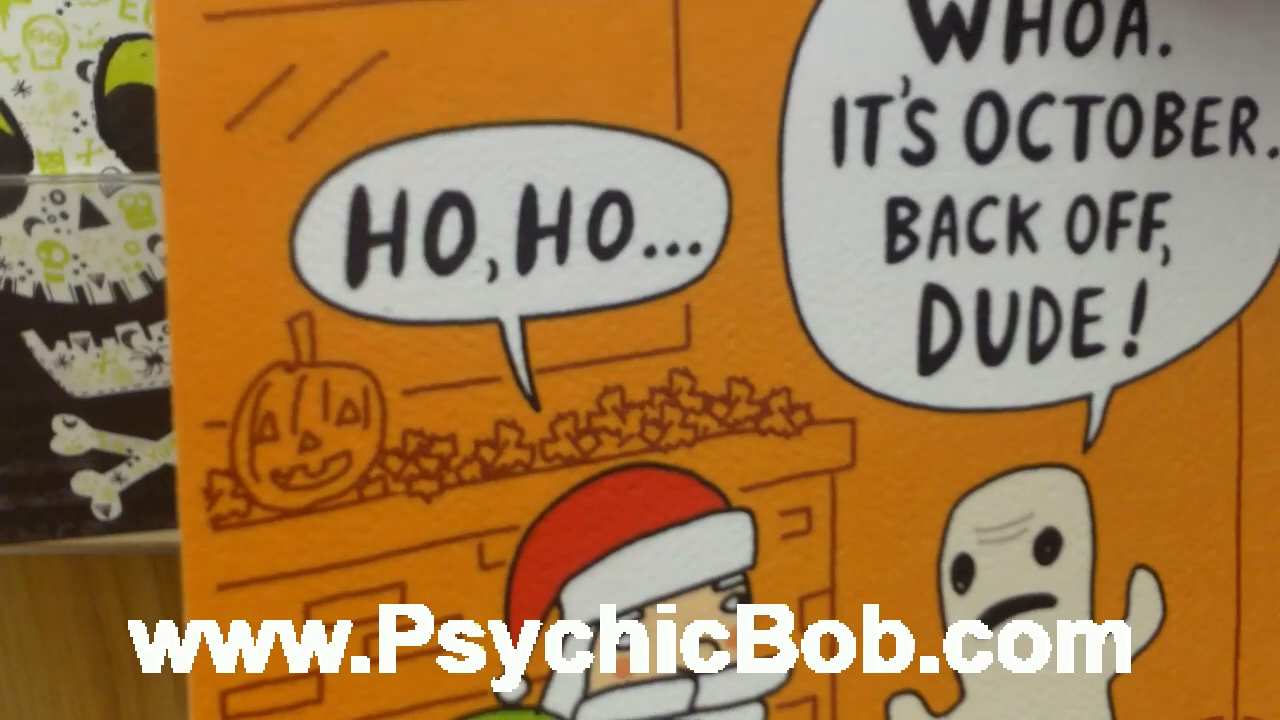 HO, HO...
WHOA.
IT'S OCTOBER.
BACK OFF,
DUDE!
www.PsychicBob.com